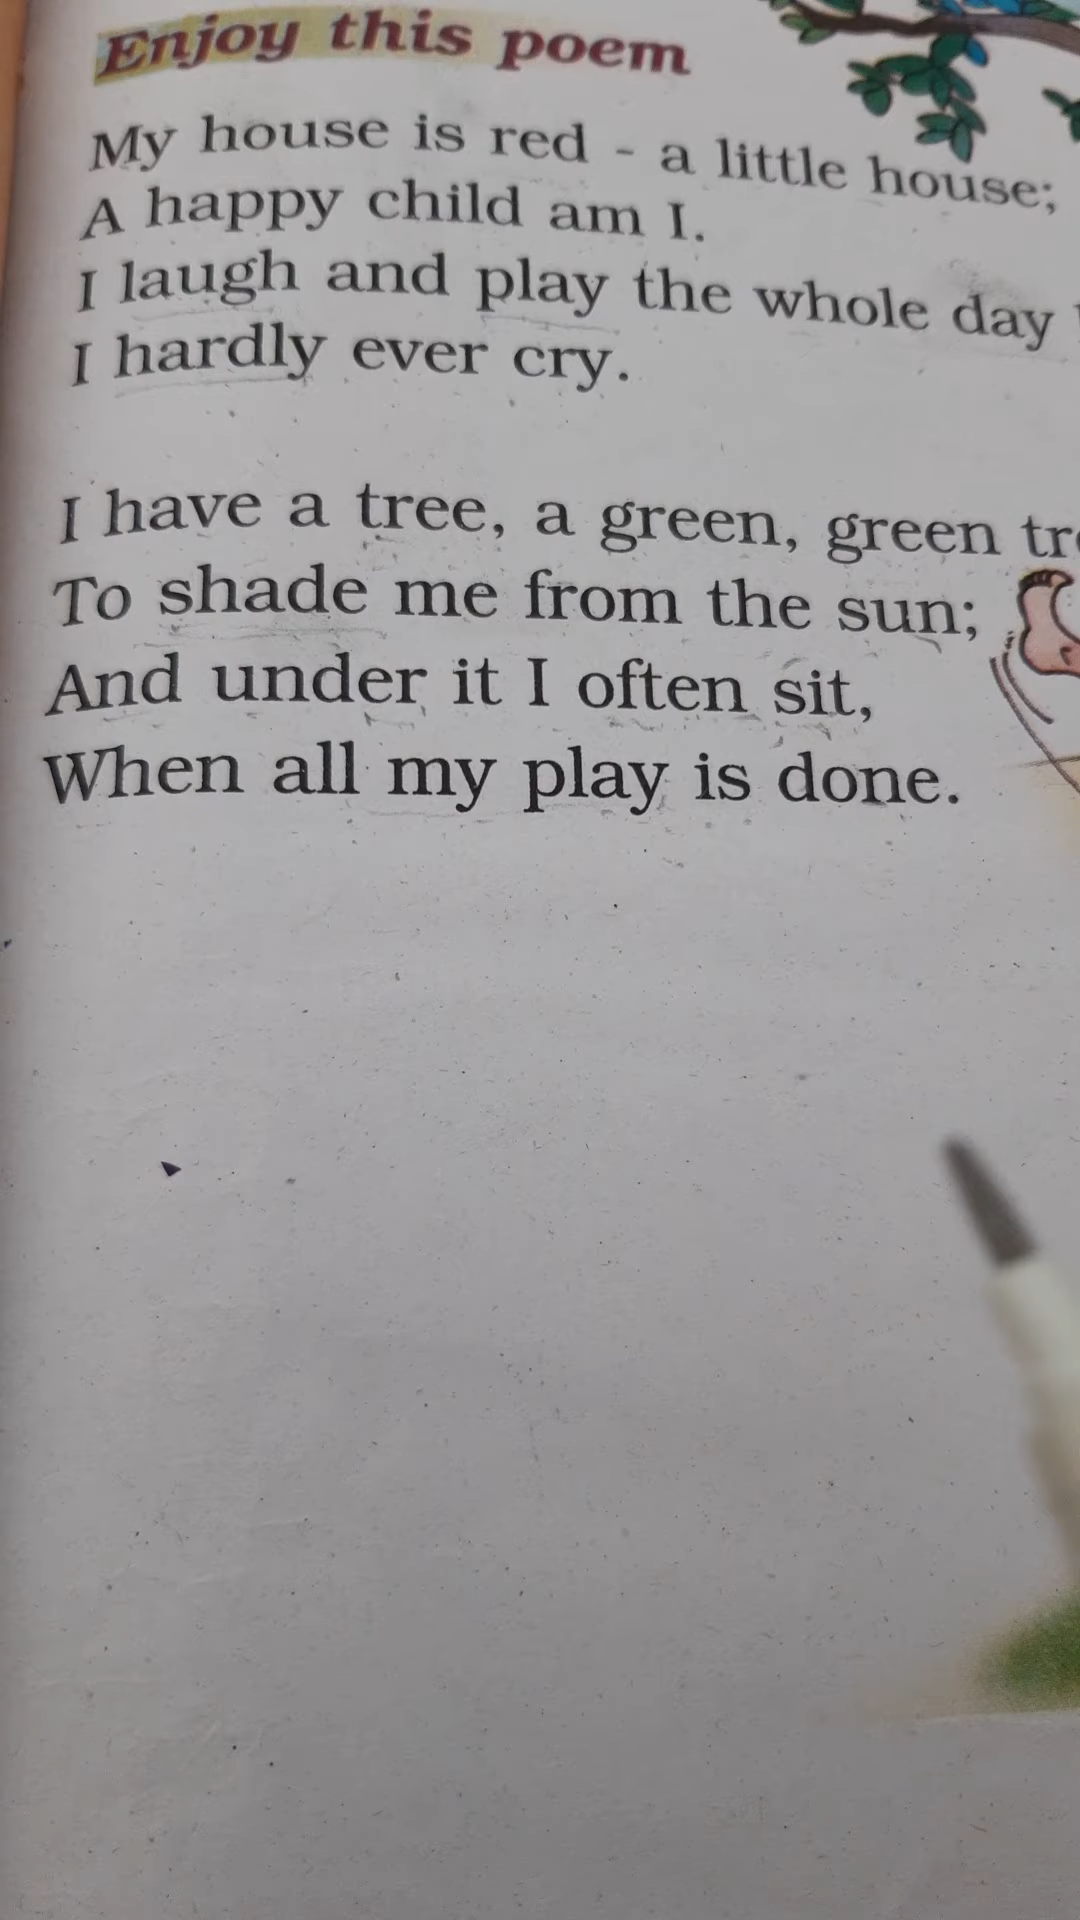 Enjoy this poem
My house is red - a little house;
A happy child am I.
I laugh and play the whole day
I hardly ever cry.
I have a tree, a green, green
To shade me from the sun;
And under it I often sit,
When all my play is done.